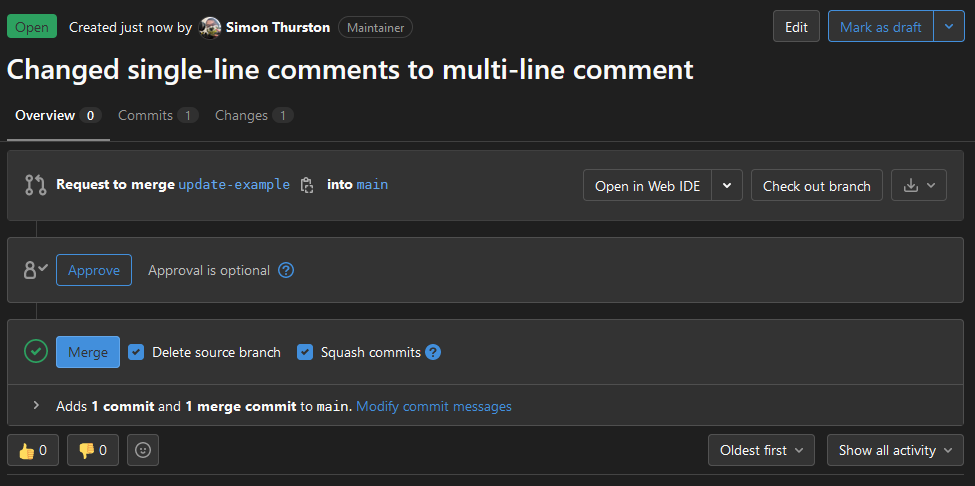 Open Created just now by Simon Thurston Maintainer Edit Mark as draft
Changed single-line comments to multi-line comment
Overview 0 Commits 1 Changes 1
Request to merge update-example into main Open in Web IDE Check out branch
Approve Approval is optional ?
Merge Delete source branch Squash commits ?
Adds 1 commit and 1 merge commit to main. Modify commit messages
0 0 Oldest first Show all activity